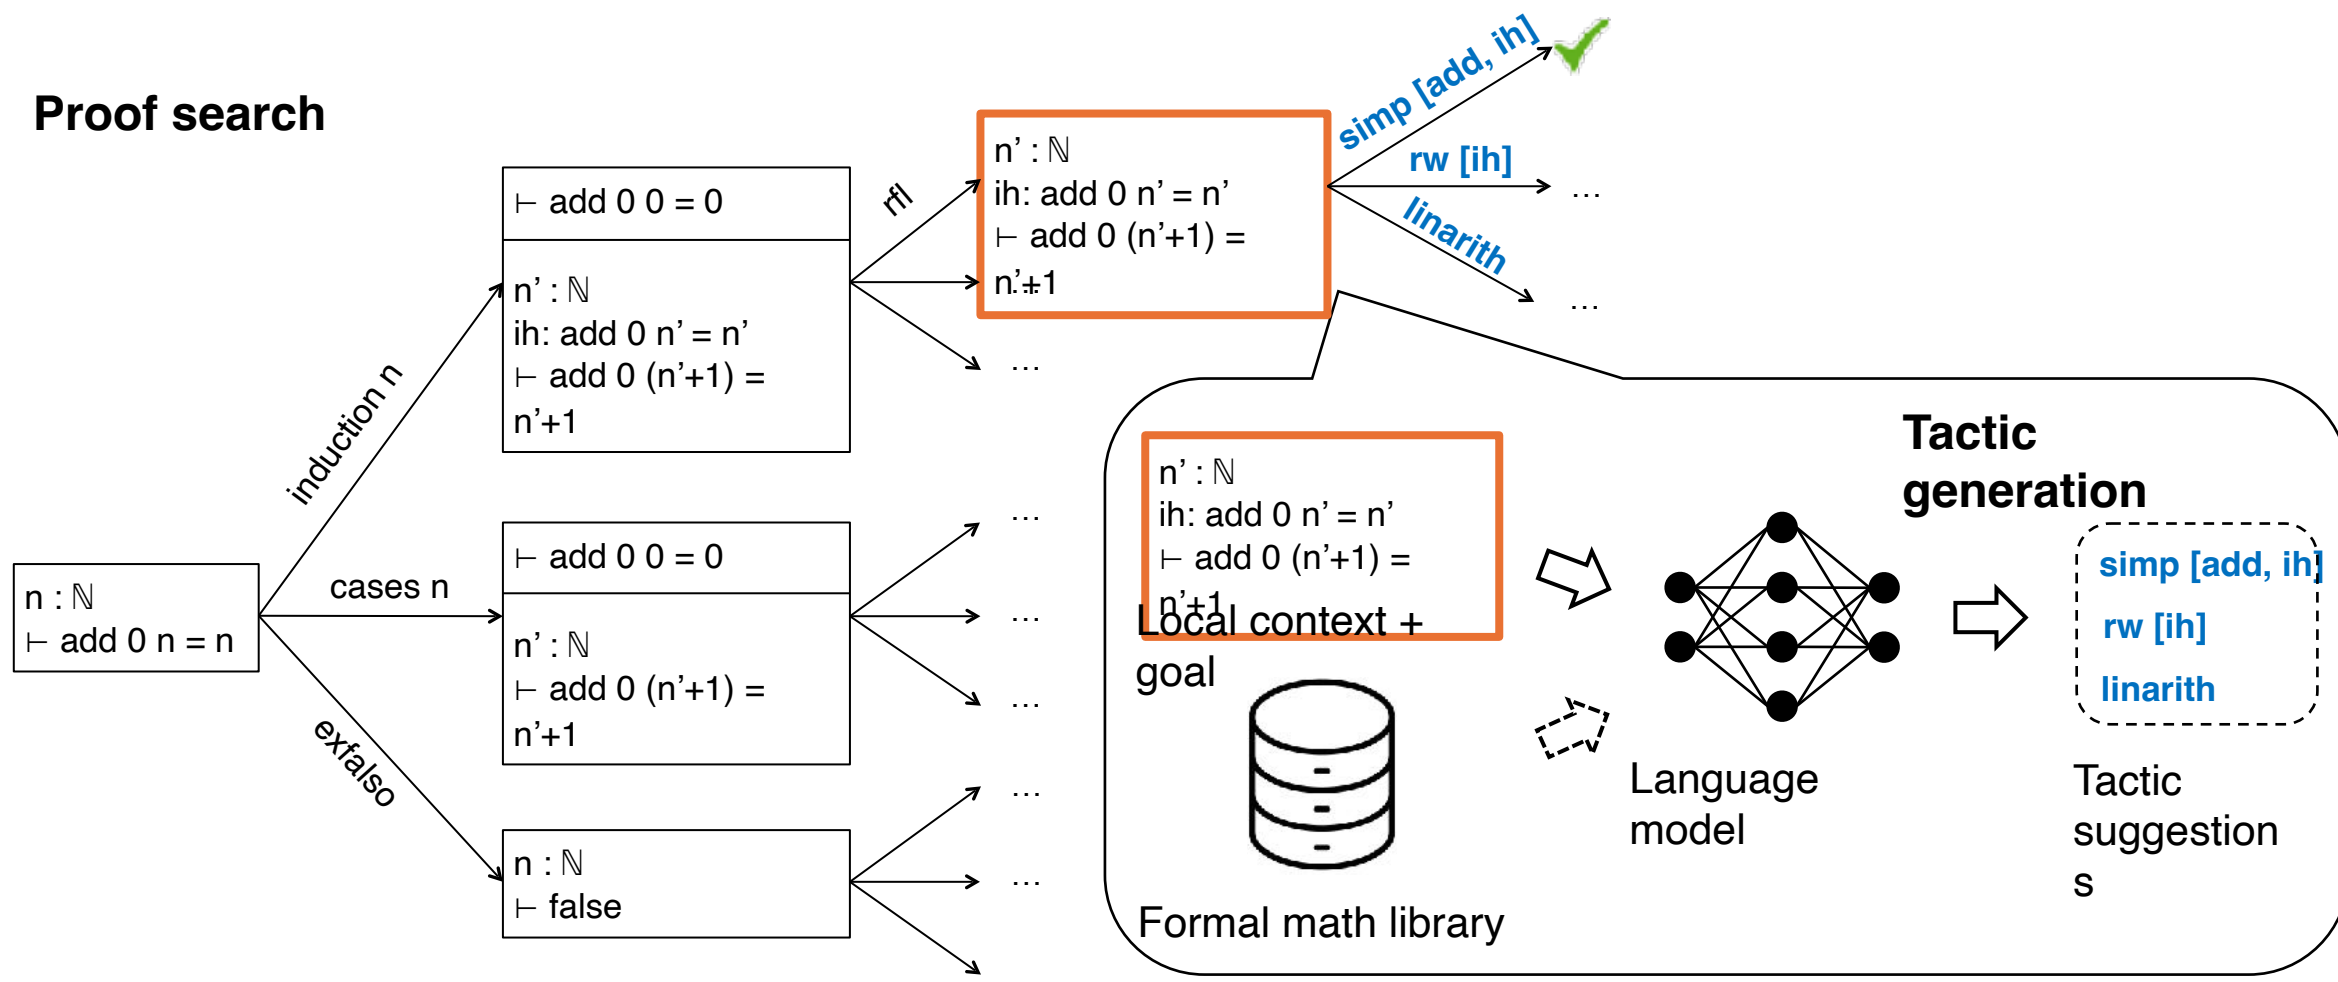 Proof search
n : ℕ
⊢ add 0 n = n
induction n
cases n
exfalso
⊢ add 0 0 = 0
n’ : ℕ
ih: add 0 n’ = n’
⊢ add 0 (n’+1) =
n’+1
⊢ add 0 0 = 0
n’ : ℕ
⊢ add 0 (n’+1) =
n’+1
n : ℕ
⊢ false
rfl
n’ : ℕ
ih: add 0 n’ = n’
⊢ add 0 (n’+1) =
n’+1
...
...
...
...
...
...
...
simp [add, ih]
rw [ih]
linarith
...
...
Tactic
generation
n’ : ℕ
ih: add 0 n’ = n’
⊢ add 0 (n’+1) =
n’+1
Local context +
goal
Formal math library
Language
model
simp [add, ih]
rw [ih]
linarith
Tactic
suggestion
s